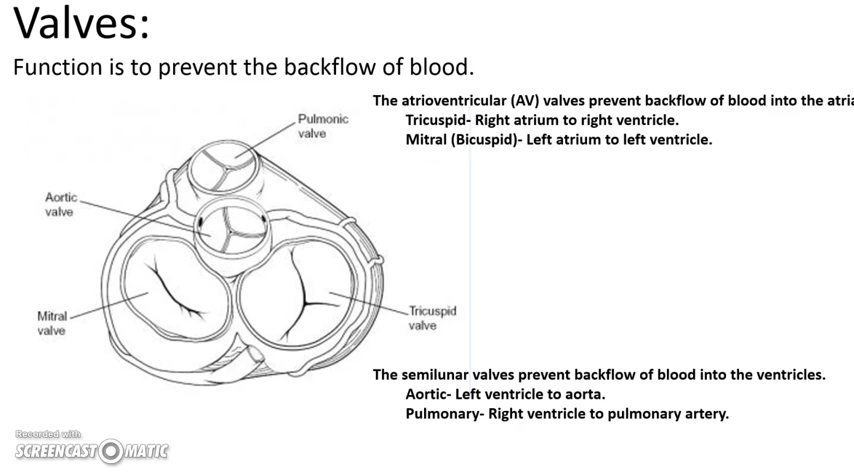 Valves:
Function is to prevent the backflow of blood.
The atrioventricular (AV) valves prevent backflow of blood into the atria
Tricuspid- Right atrium to right ventricle.
Mitral (Bicuspid)- Left atrium to left ventricle.
Pulmonic
valve
Aortic
valve
Mitral
valve
Tricuspid
valve
The semilunar valves prevent backflow of blood into the ventricles.
Aortic- Left ventricle to aorta.
Pulmonary- Right ventricle to pulmonary artery.
Recorded with
SCREENCAST O MATIC